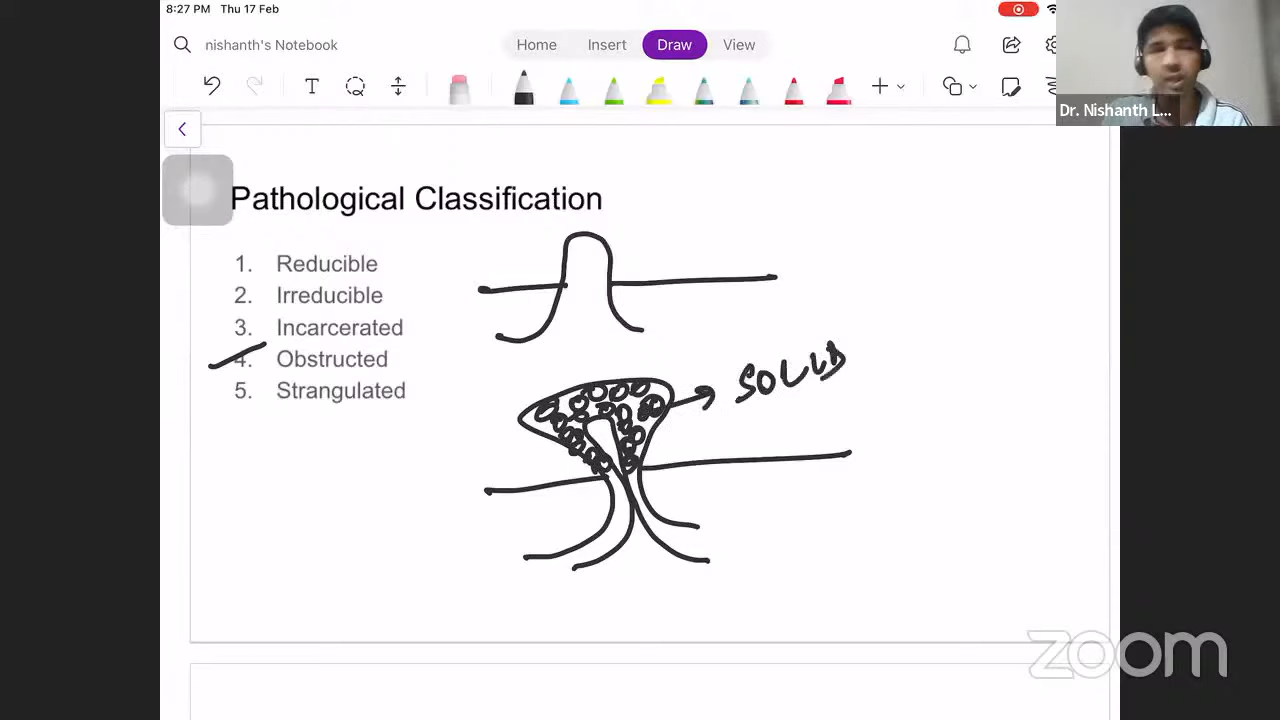 8:27 PM Thu 17 Feb
nishanth's Notebook
Home Insert Draw View
Dr. Nishanth L...
Pathological Classification
1. Reducible
2. Irreducible
3. Incarcerated
4. Obstructed
5. Strangulated
SOLID
zoom